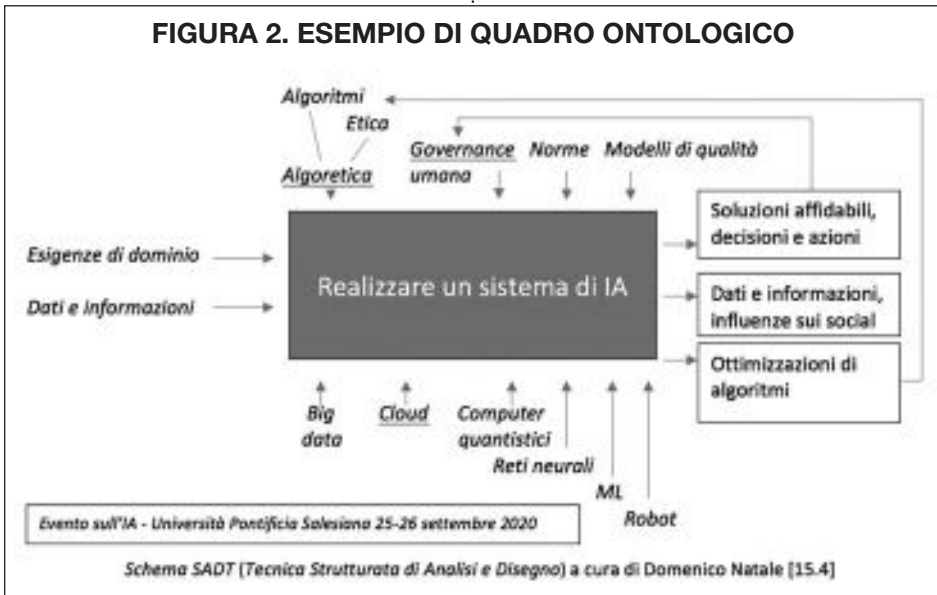 FIGURA 2. ESEMPIO DI QUADRO ONTOLOGICO
Algoritmi
Etica
Algoretica
Governance
umana
Norme
Modelli di qualità
Esigenze di dominio
Dati e informazioni
Realizzare un sistema di IA
Soluzioni affidabili,
decisioni e azioni
Dati e informazioni,
influenze sui social
Ottimizzazioni di
algoritmi
Big
data
Cloud
Computer
quantistici
Reti neurali
ML
Robot
Evento sull'IA - Università Pontificia Salesiana 25-26 settembre 2020
Schema SADT (Tecnica Strutturata di Analisi e Disegno) a cura di Domenico Natale [15.4]